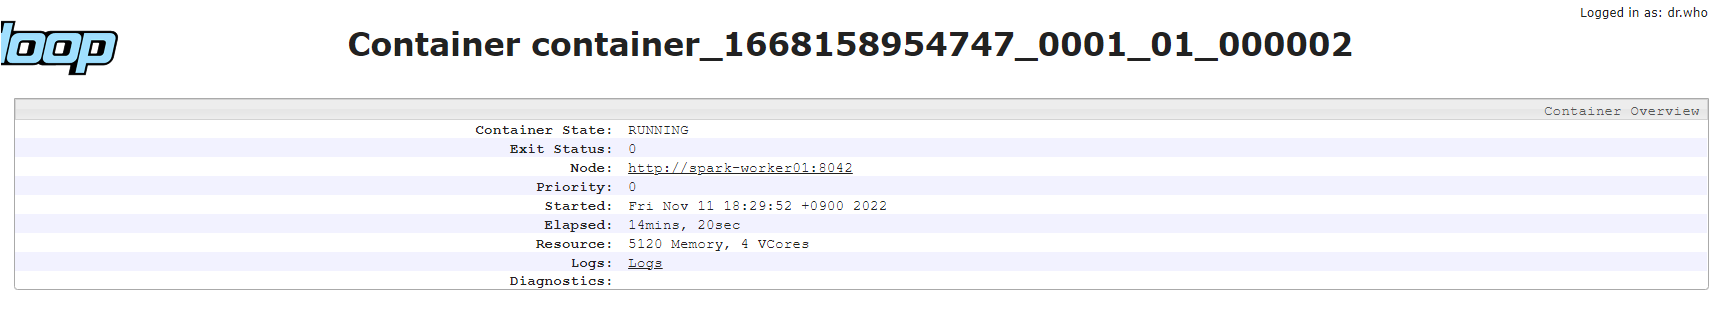 Logged in as: dr.who
loop
Container container_1668158954747_0001_01_000002
Container Overview
Container State: RUNNING
Exit Status: 0
Node: http://spark-worker01:8042
Priority: 0
Started: Fri Nov 11 18:29:52 +0900 2022
Elapsed: 14mins, 20sec
Resource: 5120 Memory, 4 VCores
Logs: Logs
Diagnostics: